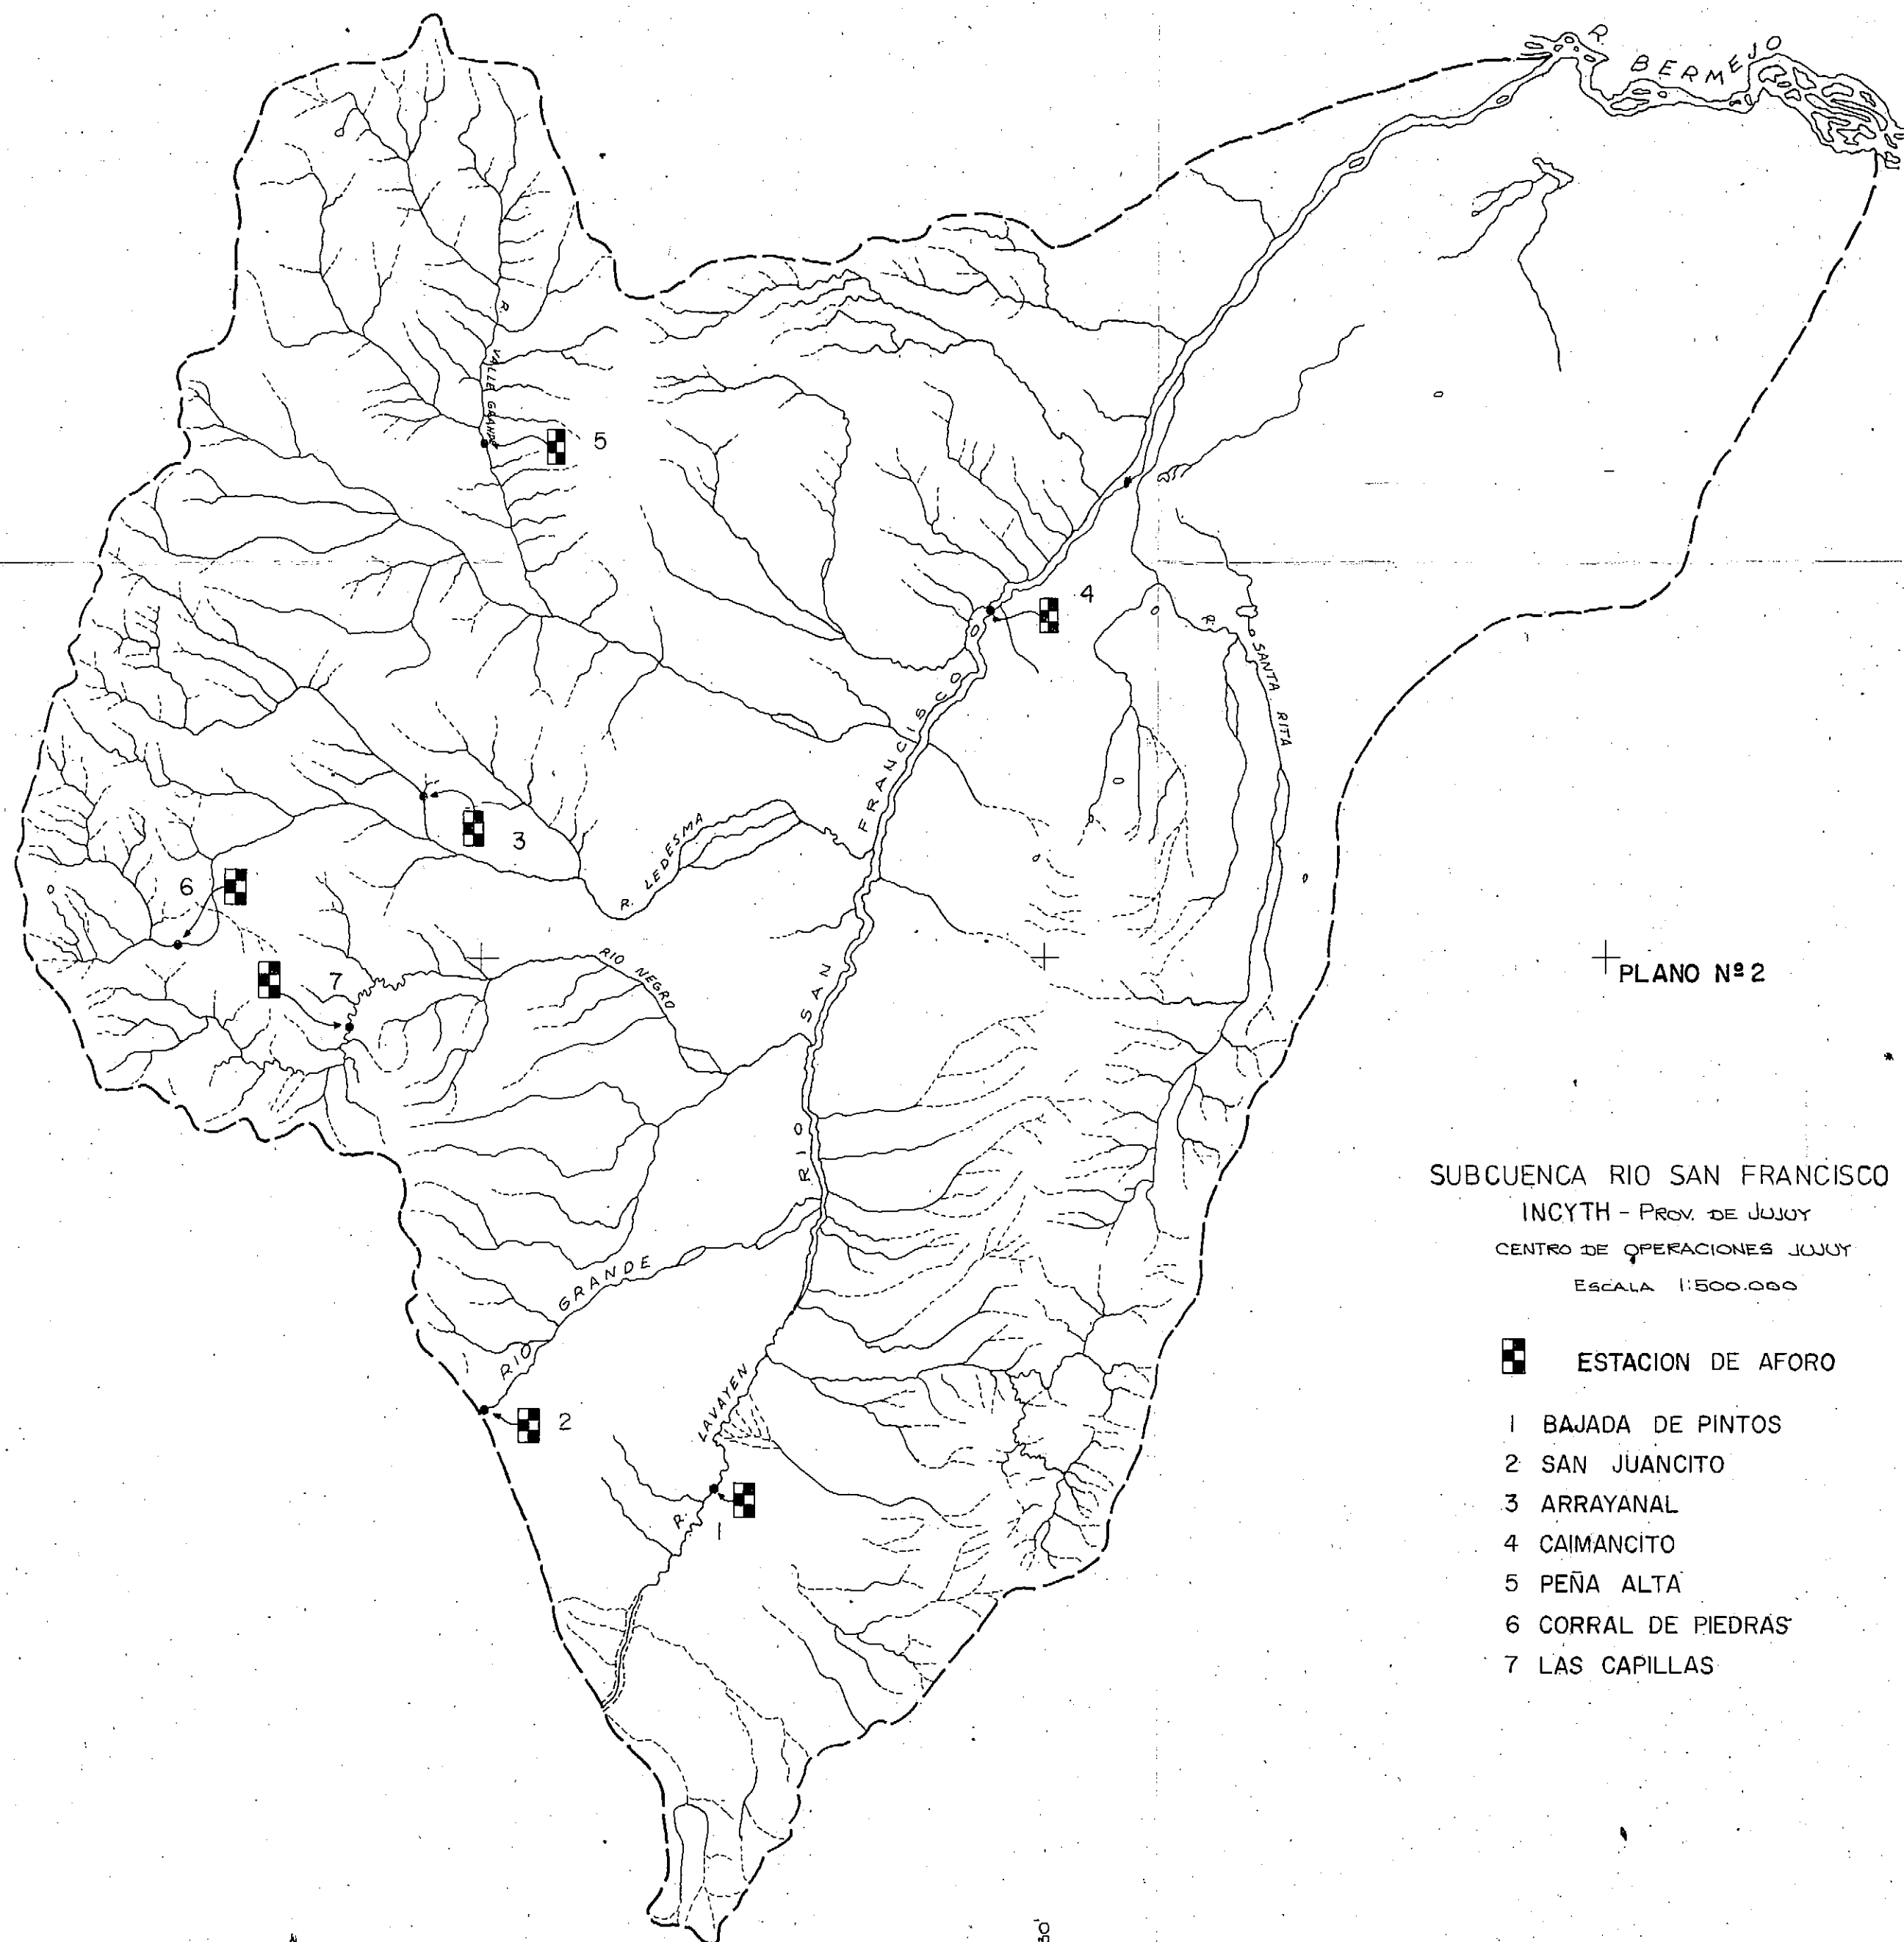 R. BERMEJO
R. VALLE GRANDE
5
4
R. SANTA RITA
3
R. LEDESMA
6
7
RIO NEGRO
RIO SAN FRANCISCO
RIO GRANDE
2
R. LAVAYEN
1
PLANO Nº 2
SUBCUENCA RIO SAN FRANCISCO
INCYTH - PROV. DE JUJUY
CENTRO DE OPERACIONES JUJUY
ESCALA 1:500.000
ESTACION DE AFORO
1 BAJADA DE PINTOS
2 SAN JUANCITO
3 ARRAYANAL
4 CAIMANCITO
5 PEÑA ALTA
6 CORRAL DE PIEDRAS
7 LAS CAPILLAS